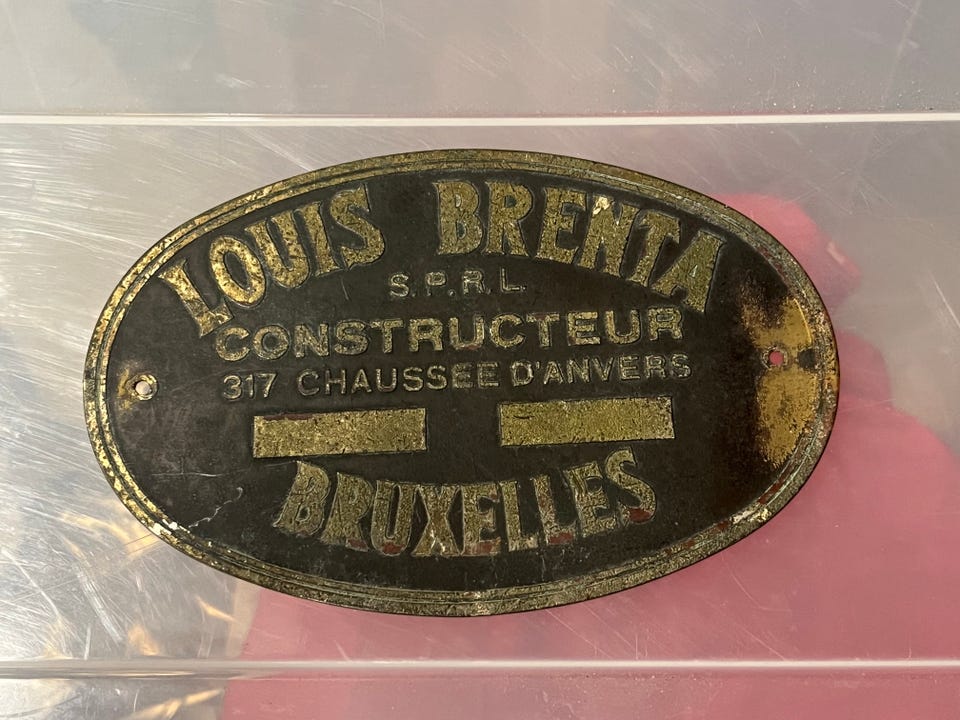 LOUIS BRENTA
S.P.R.L.
CONSTRUCTEUR
317 CHAUSSEE D'ANVERS
BRUXELLES